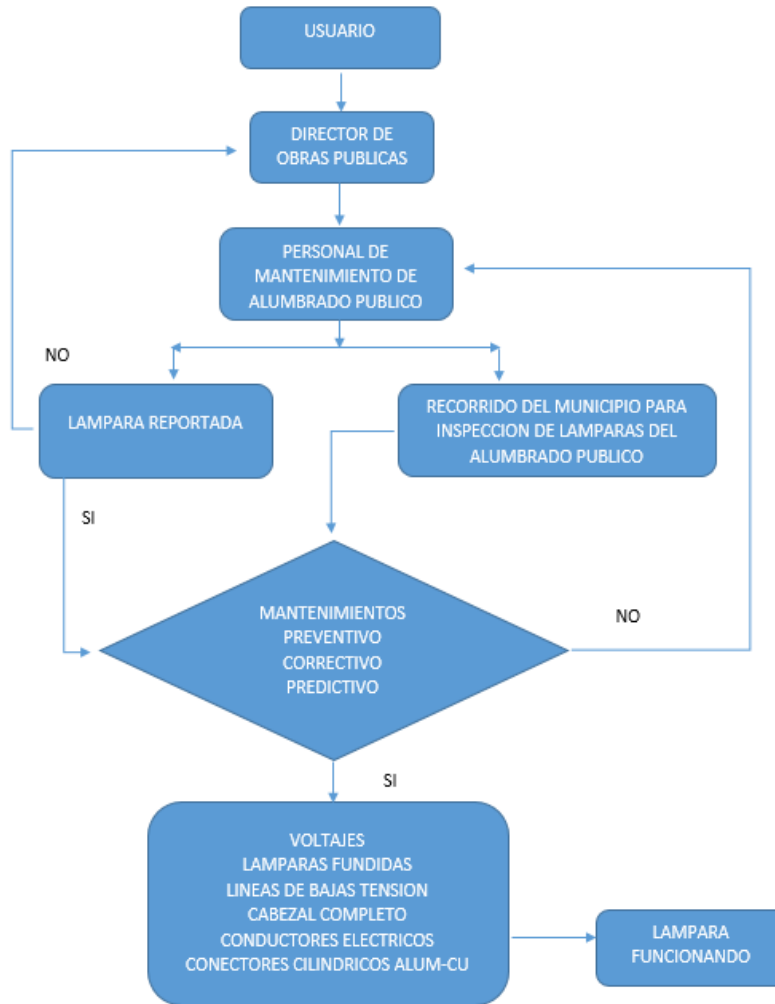 USUARIO
DIRECTOR DE
OBRAS PUBLICAS
PERSONAL DE
MANTENIMIENTO DE
ALUMBRADO PUBLICO
NO
LAMPARA REPORTADA
RECORRIDO DEL MUNICIPIO PARA
INSPECCION DE LAMPARAS DEL
ALUMBRADO PUBLICO
SI
MANTENIMIENTOS
PREVENTIVO
CORRECTIVO
PREDICTIVO
NO
SI
VOLTAJES
LAMPARAS FUNDIDAS
LINEAS DE BAJAS TENSION
CABEZAL COMPLETO
CONDUCTORES ELECTRICOS
CONECTORES CILINDRICOS ALUM-CU
LAMPARA
FUNCIONANDO